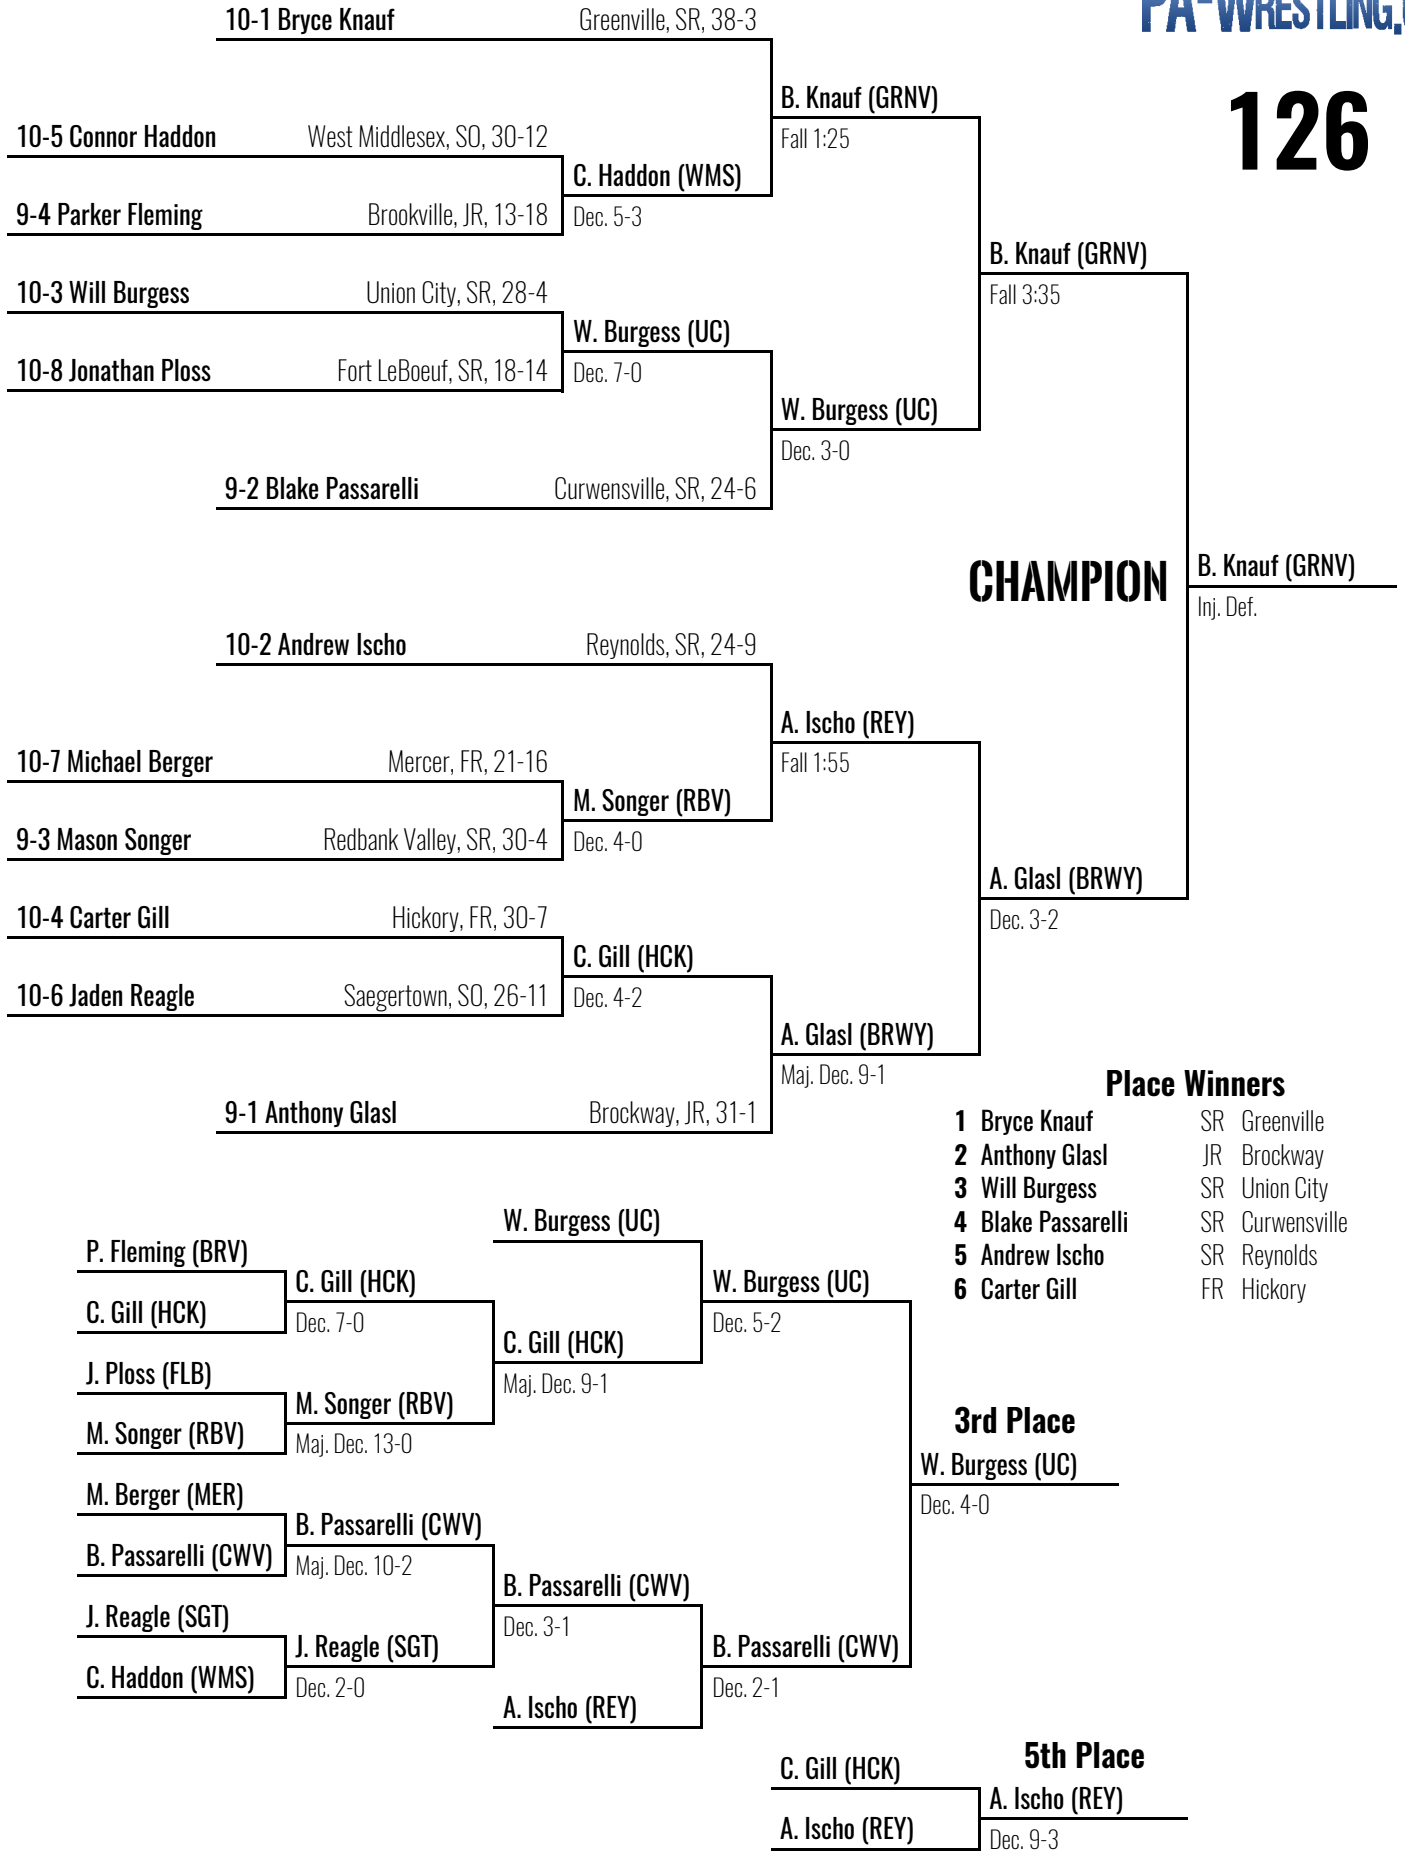 PA-WRESTLING.
126
10-1 Bryce Knauf Greenville, SR, 38-3
B. Knauf (GRNV)
Fall 1:25
10-5 Connor Haddon West Middlesex, SO, 30-12
C. Haddon (WMS)
Dec. 5-3
9-4 Parker Fleming Brookville, JR, 13-18
B. Knauf (GRNV)
Fall 3:35
10-3 Will Burgess Union City, SR, 28-4
W. Burgess (UC)
Dec. 7-0
10-8 Jonathan Ploss Fort LeBoeuf, SR, 18-14
W. Burgess (UC)
Dec. 3-0
9-2 Blake Passarelli Curwensville, SR, 24-6
CHAMPION
B. Knauf (GRNV)
Inj. Def.
10-2 Andrew Ischo Reynolds, SR, 24-9
A. Ischo (REY)
Fall 1:55
10-7 Michael Berger Mercer, FR, 21-16
M. Songer (RBV)
Dec. 4-0
9-3 Mason Songer Redbank Valley, SR, 30-4
A. Glasl (BRWY)
Dec. 3-2
10-4 Carter Gill Hickory, FR, 30-7
C. Gill (HCK)
Dec. 4-2
10-6 Jaden Reagle Saegertown, SO, 26-11
A. Glasl (BRWY)
Maj. Dec. 9-1
9-1 Anthony Glasl Brockway, JR, 31-1
Place Winners
1 Bryce Knauf SR Greenville
2 Anthony Glasl JR Brockway
3 Will Burgess SR Union City
4 Blake Passarelli SR Curwensville
5 Andrew Ischo SR Reynolds
6 Carter Gill FR Hickory
W. Burgess (UC)
P. Fleming (BRV)
C. Gill (HCK)
Dec. 7-0
C. Gill (HCK)
W. Burgess (UC)
Dec. 5-2
C. Gill (HCK)
Maj. Dec. 9-1
J. Ploss (FLB)
M. Songer (RBV)
Maj. Dec. 13-0
M. Songer (RBV)
3rd Place
W. Burgess (UC)
Dec. 4-0
M. Berger (MER)
B. Passarelli (CWV)
Maj. Dec. 10-2
B. Passarelli (CWV)
B. Passarelli (CWV)
Dec. 3-1
J. Reagle (SGT)
J. Reagle (SGT)
Dec. 2-0
C. Haddon (WMS)
B. Passarelli (CWV)
Dec. 2-1
A. Ischo (REY)
5th Place
C. Gill (HCK)
A. Ischo (REY)
Dec. 9-3
A. Ischo (REY)